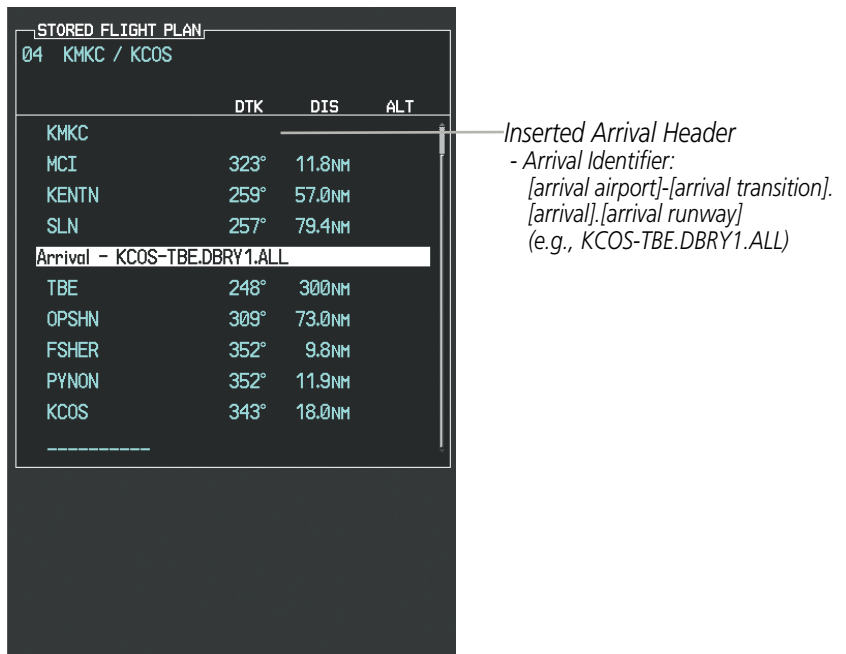 STORED FLIGHT PLAN
04 KMKC / KCOS
DTK DIS ALT
KMKC
MCI 323° 11.8NM
KENTN 259° 57.0NM
SLN 257° 79.4NM
Arrival – KCOS-TBE.DBRY1.ALL
TBE 248° 300NM
OPSHN 309° 73.0NM
FSHER 352° 9.8NM
PYNON 352° 11.9NM
KCOS 343° 18.0NM
__________
Inserted Arrival Header
- Arrival Identifier:
[arrival airport]-[arrival transition].
[arrival].[arrival runway]
(e.g., KCOS-TBE.DBRY1.ALL)